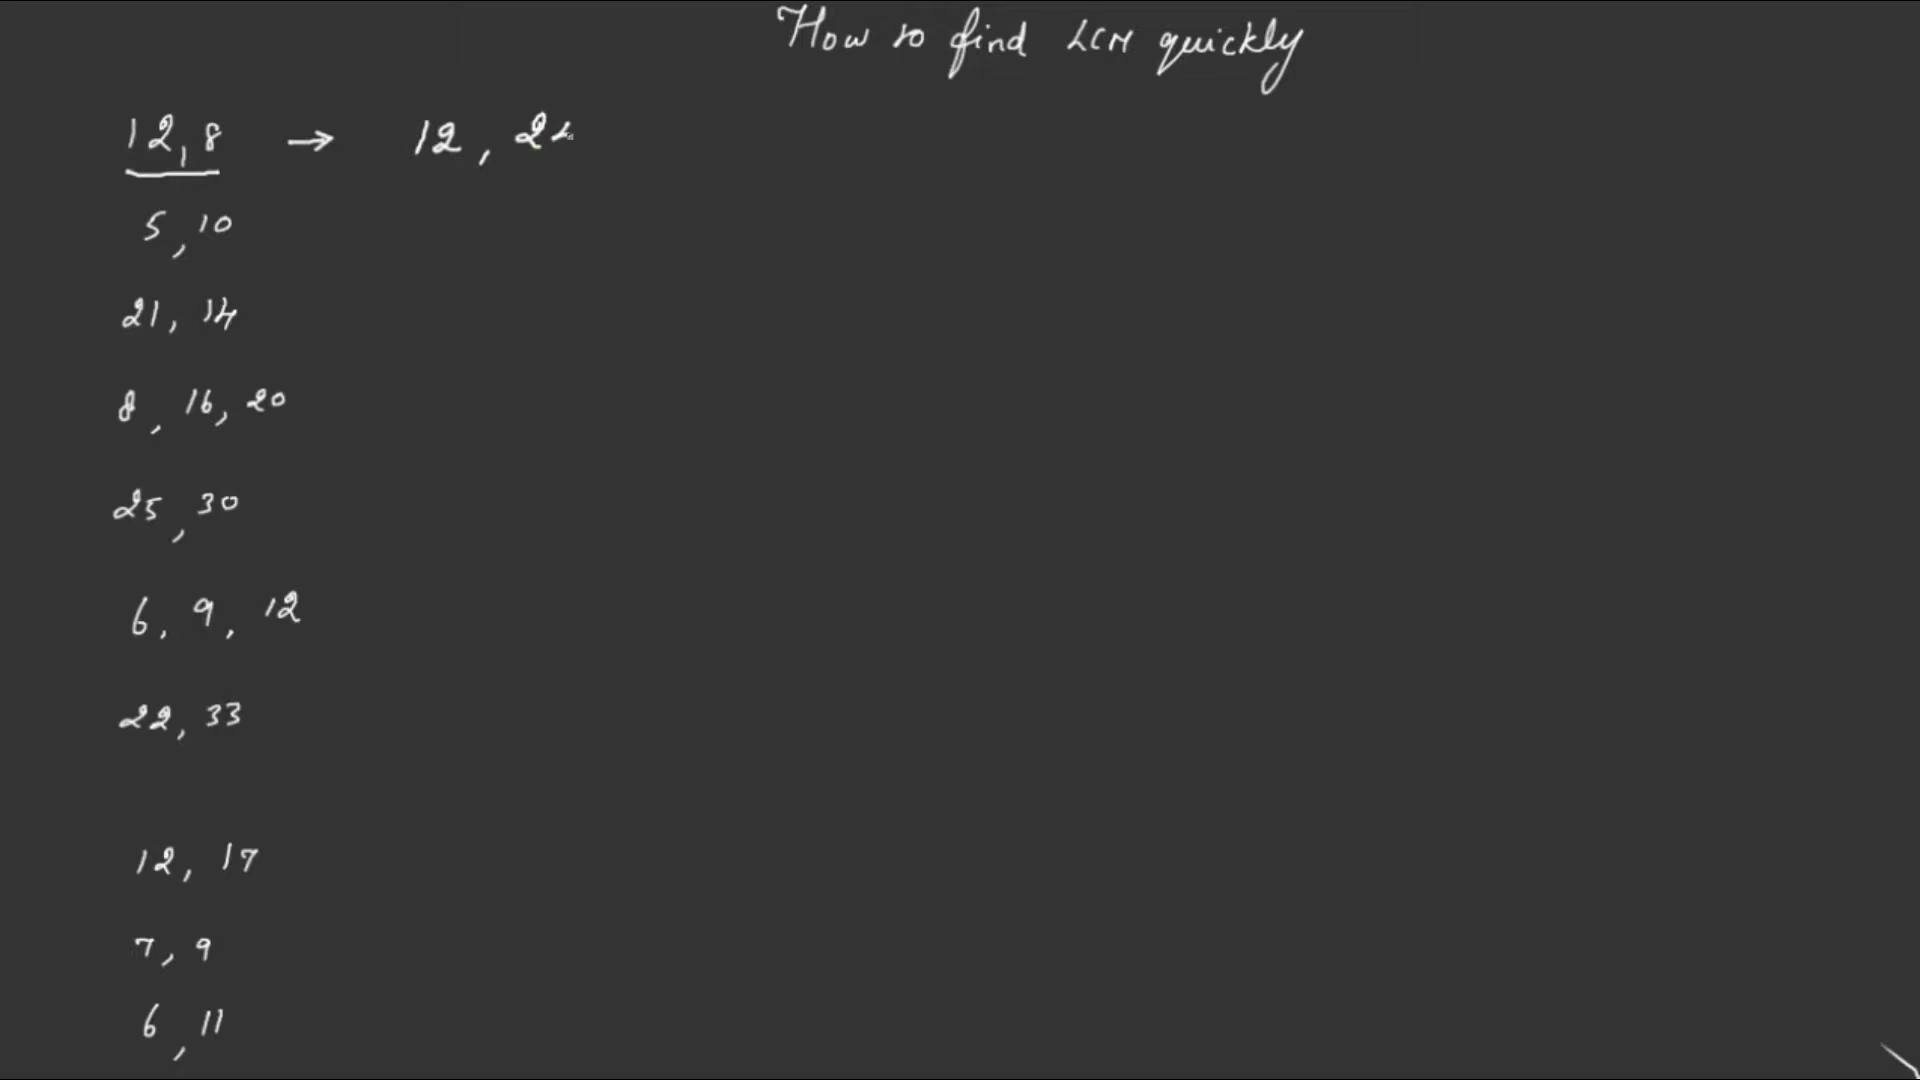 How to find LCM quickly
12, 8 → 12, 24
5, 10
21, 14
8, 16, 20
25, 30
6, 9, 12
22, 33
12, 17
7, 9
6, 11